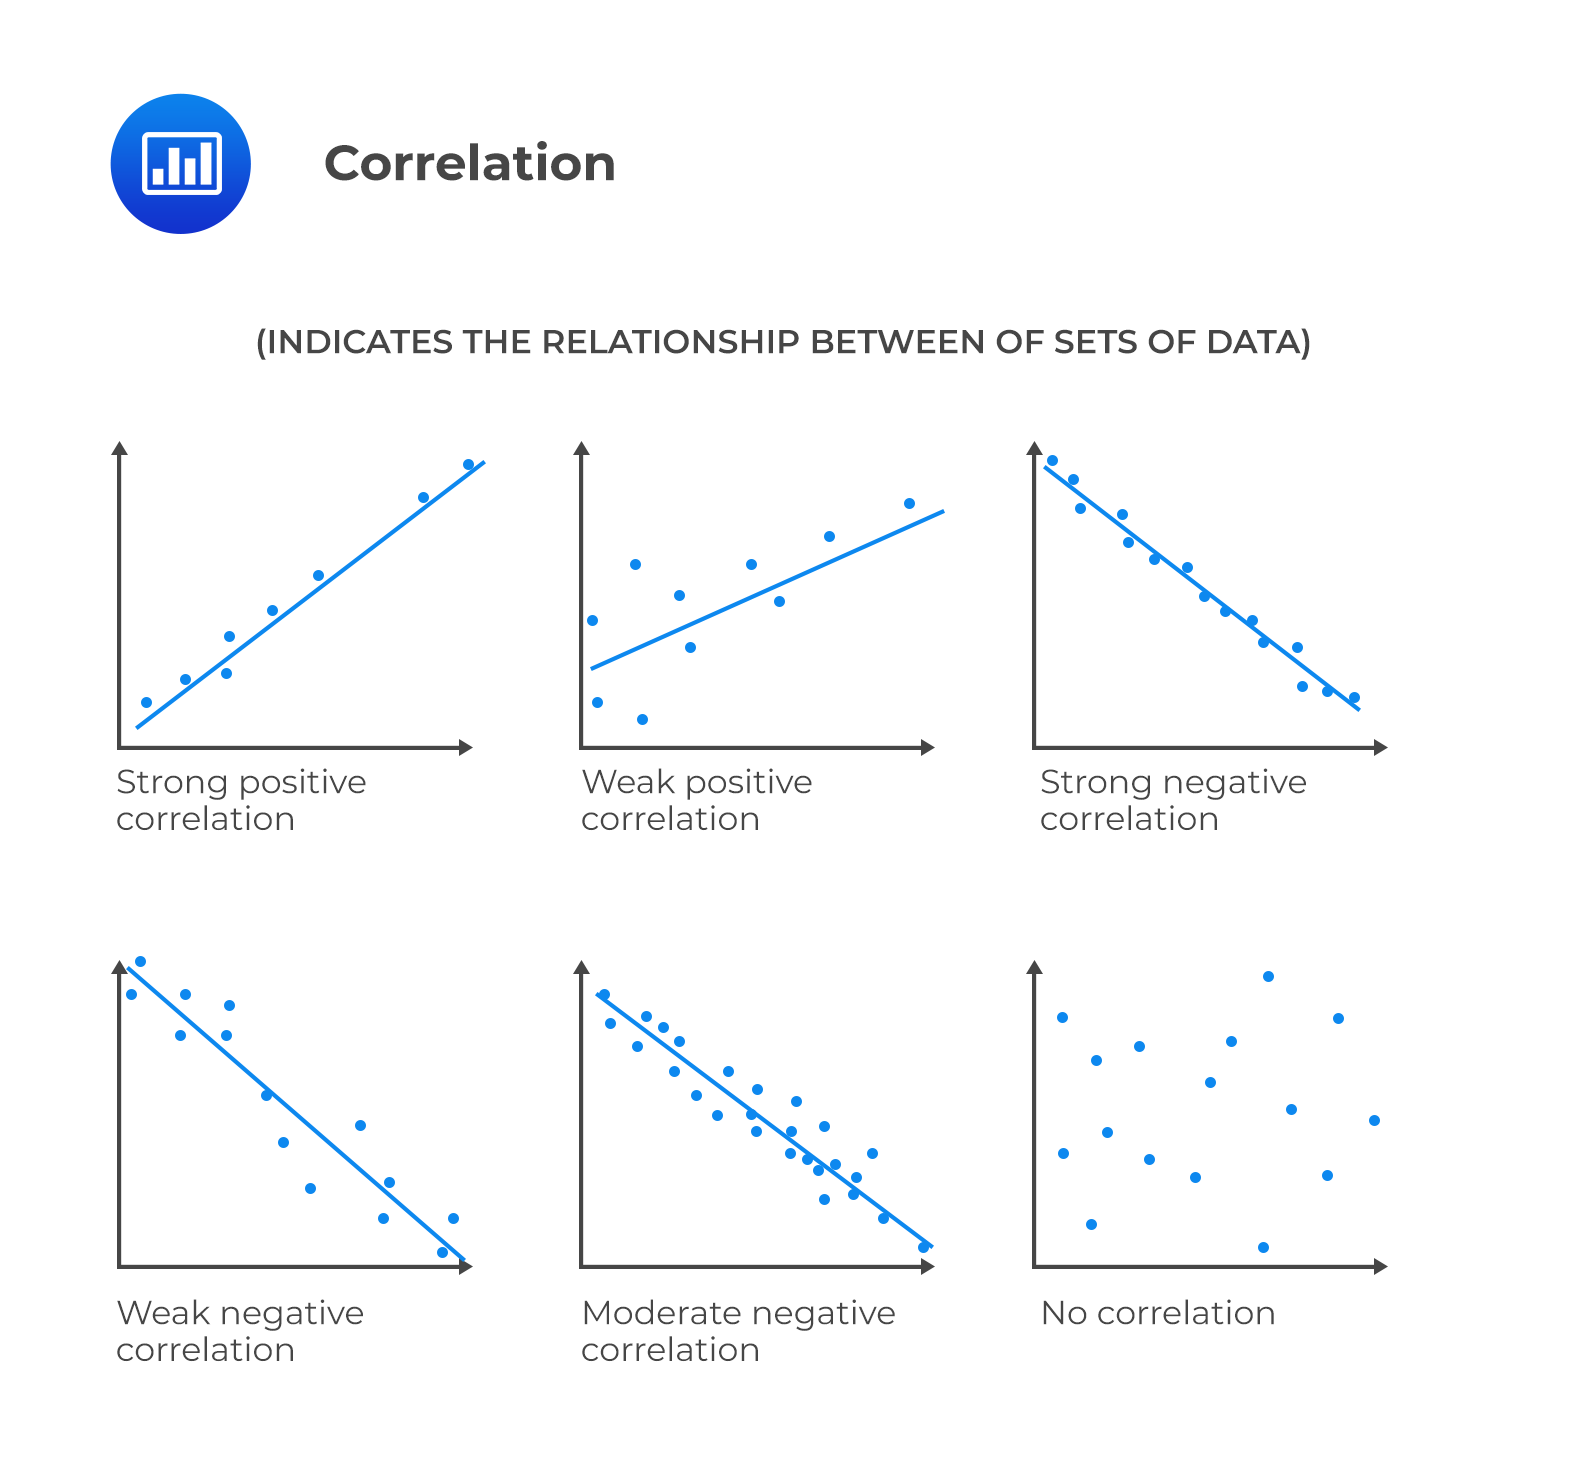 Correlation
(INDICATES THE RELATIONSHIP BETWEEN OF SETS OF DATA)
Strong positive
correlation
Weak positive
correlation
Strong negative
correlation
Weak negative
correlation
Moderate negative
correlation
No correlation